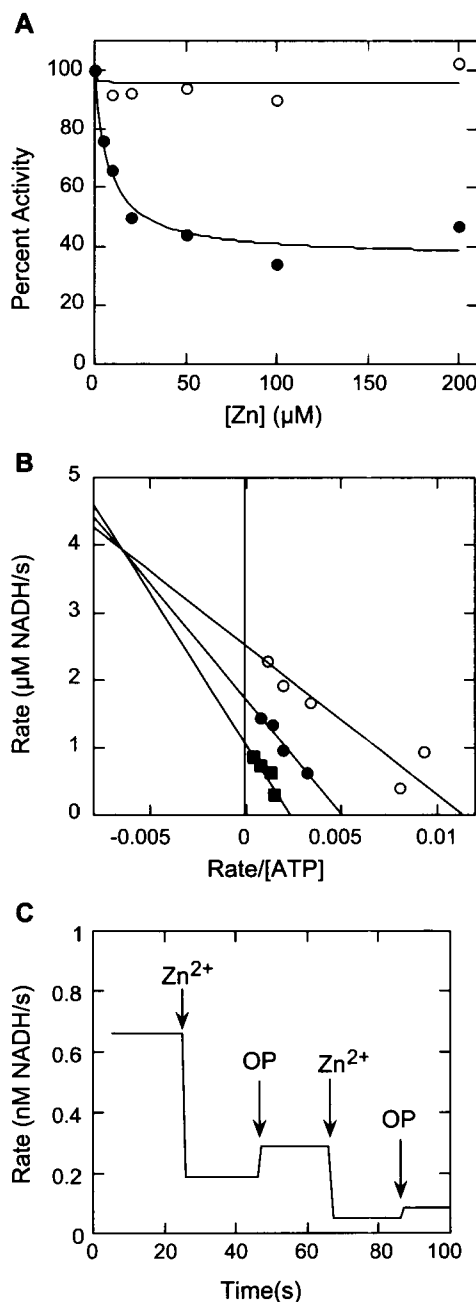 A
100
80
60
40
20
0
Percent Activity
0 50 100 150 200
[Zn] (µM)
B
5
4
3
2
1
0
Rate (µM NADH/s)
-0.005 0 0.005 0.01
Rate/[ATP]
C
1
0.8
0.6
0.4
0.2
0
Rate (nM NADH/s)
Zn2+
OP
Zn2+
OP
0 20 40 60 80 100
Time(s)